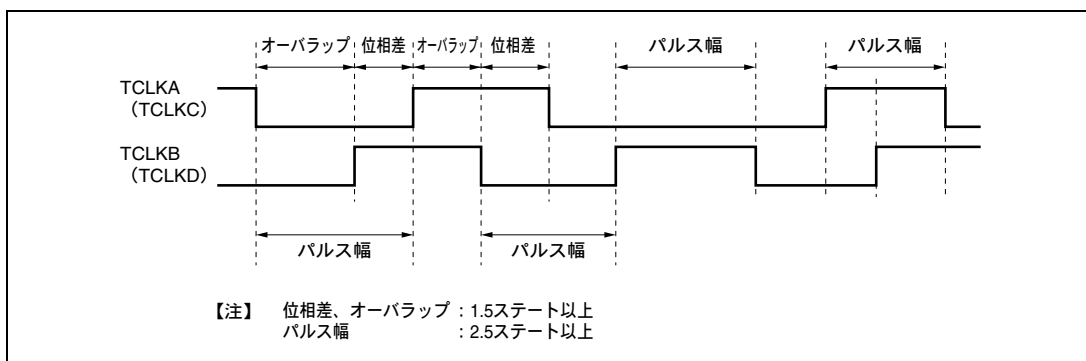 オーバラップ 位相差 オーバラップ 位相差 パルス幅 パルス幅
TCLKA
(TCLKC)
TCLKB
(TCLKD)
パルス幅 パルス幅
【注】 位相差、オーバラップ : 1.5ステート以上
パルス幅 : 2.5ステート以上